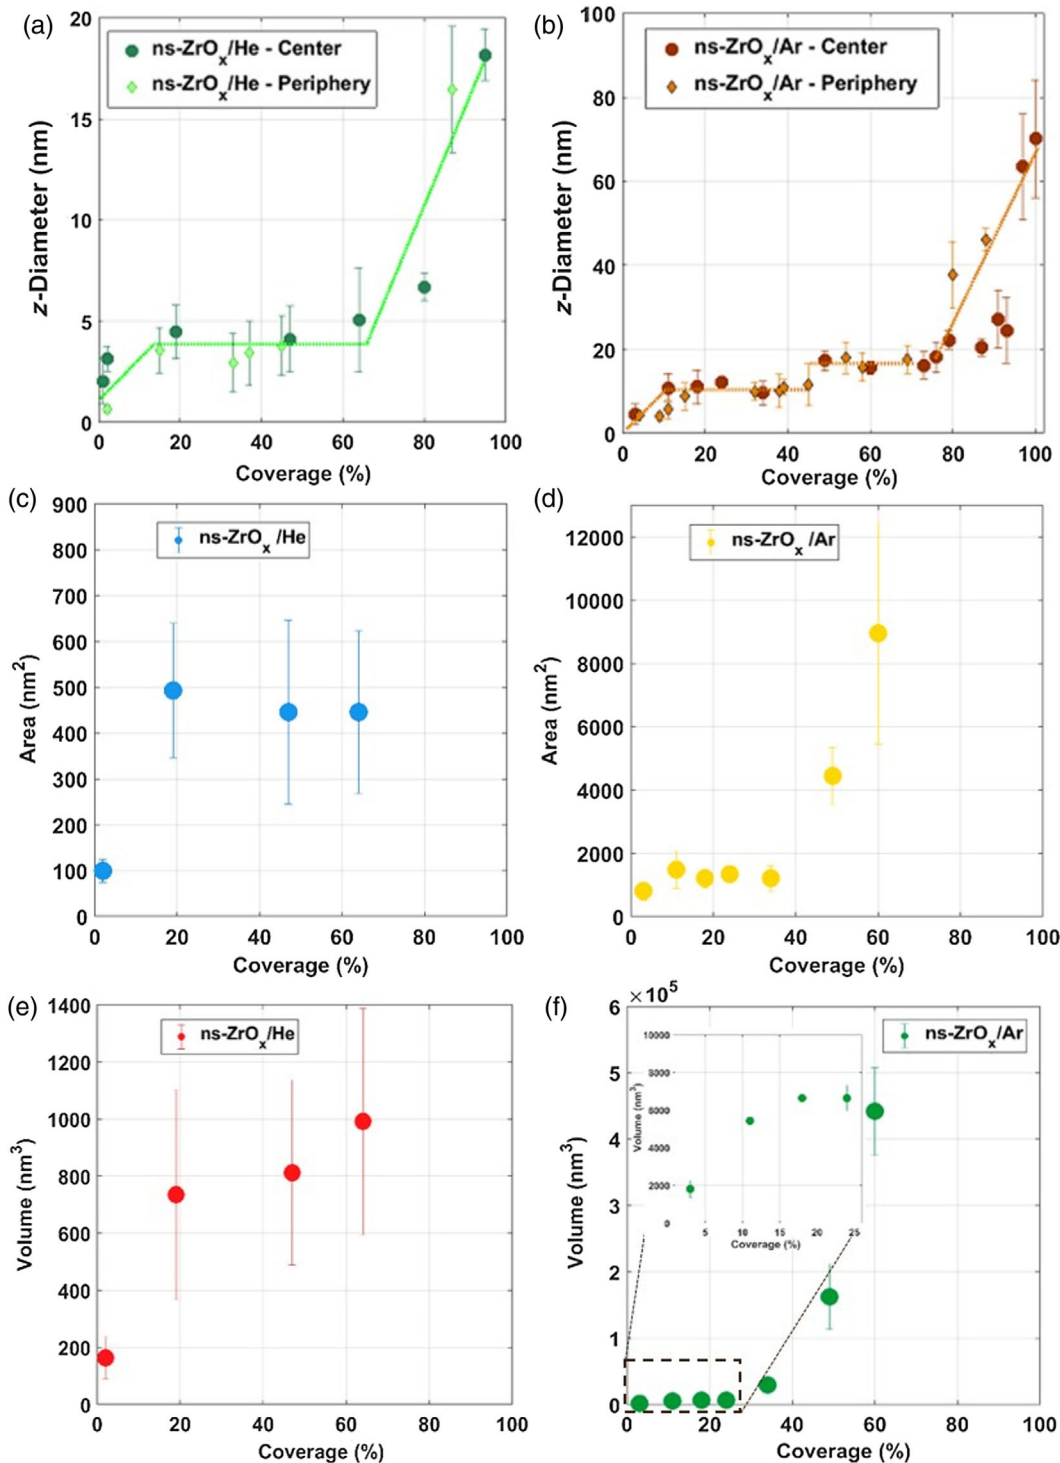 (a)
ns-ZrOx/He - Center
ns-ZrOx/He - Periphery
z-Diameter (nm)
20
15
10
5
0
0 20 40 60 80 100
Coverage (%)
(b)
ns-ZrOx/Ar - Center
ns-ZrOx/Ar - Periphery
z-Diameter (nm)
100
80
60
40
20
0
0 20 40 60 80 100
Coverage (%)
(c)
ns-ZrOx /He
Area (nm²)
900
800
700
600
500
400
300
200
100
0
0 20 40 60 80 100
Coverage (%)
(d)
ns-ZrOx /Ar
Area (nm²)
12000
10000
8000
6000
4000
2000
0
0 20 40 60 80 100
Coverage (%)
(e)
ns-ZrOx/He
Volume (nm³)
1400
1200
1000
800
600
400
200
0
0 20 40 60 80 100
Coverage (%)
(f)
×10⁵
ns-ZrOx/Ar
Volume (nm³)
6
5
4
3
2
1
0
0 20 40 60 80 100
Coverage (%)
Volume (nm³)
10000
8000
6000
4000
2000
0
5 10 15 20 25
Coverage (%)